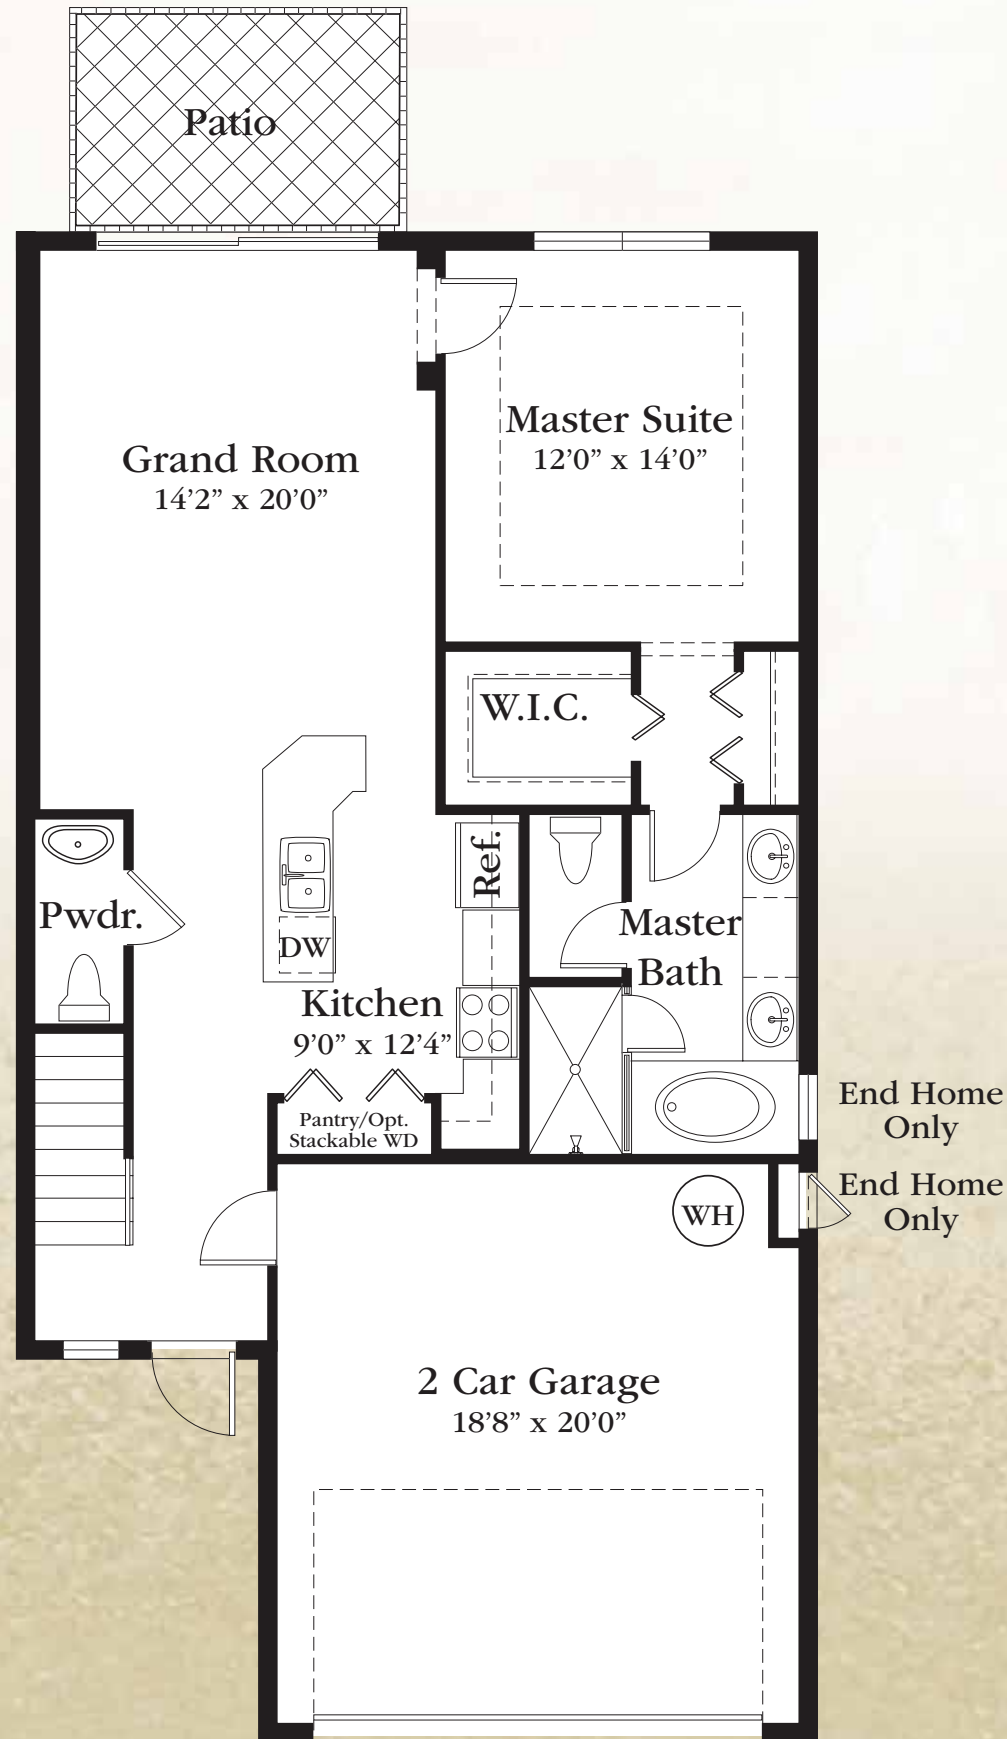 Patio
Master Suite
12'0" x 14'0"
Grand Room
14'2" x 20'0"
W.I.C.
Ref.
Pwdr.
Master
Bath
DW
Kitchen
9'0" x 12'4"
Pantry/Opt.
Stackable WD
End Home
Only
End Home
Only
WH
2 Car Garage
18'8" x 20'0"